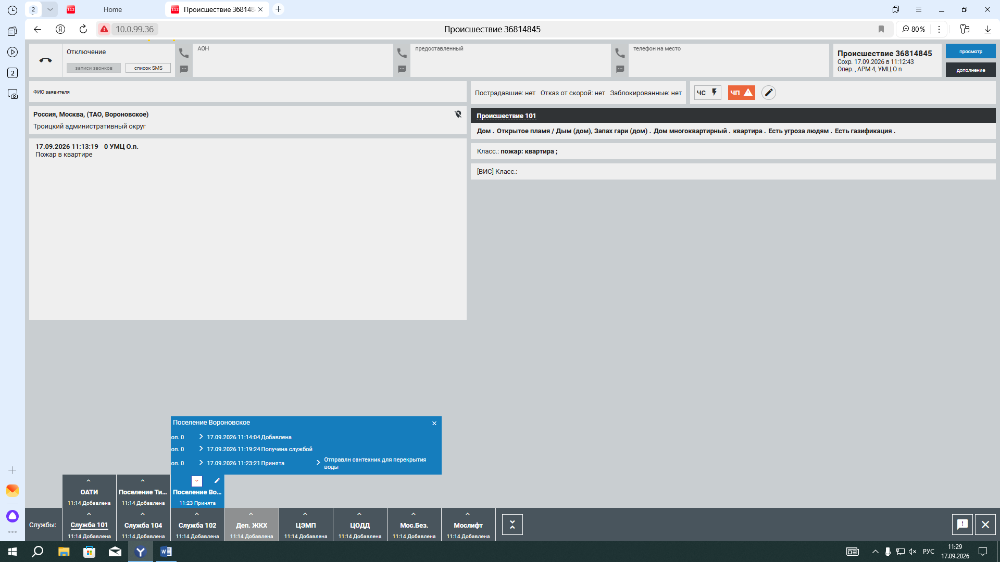 2
Home
Происшествие 368148
10.0.99.36
Происшествие 36814845
80%
2
Отключение
записи звонков
список SMS
АОН
предоставленный
телефон на место
Происшествие 36814845
Сохр. 17.09.2026 в 11:12:43
Опер. , АРМ 4, УМЦ О n
просмотр
дополнение
ФИО заявителя
Пострадавшие: нет Отказ от скорой: нет Заблокированные: нет
ЧС
ЧП
Россия, Москва, (ТАО, Вороновское)
Троицкий административный округ
Происшествие 101
Дом . Открытое пламя / Дым (дом), Запах гари (дом) . Дом многоквартирный . квартира . Есть угроза людям . Есть газификация .
17.09.2026 11:13:19 0 УМЦ О.n.
Пожар в квартире
Класс.: пожар: квартира ;
[ВИС] Класс.:
Поселение Вороновское
оп. 0 17.09.2026 11:14:04 Добавлена
оп. 0 17.09.2026 11:19:24 Получена службой
оп. 0 17.09.2026 11:23:21 Принята Отправлн сантехник для перекрытия
воды
ОАТИ
11:14 Добавлена
Поселение Ти...
11:14 Добавлена
Поселение Во...
11:23 Принята
Службы:
Служба 101
11:14 Добавлена
Служба 104
11:14 Добавлена
Служба 102
11:14 Добавлена
Деп. ЖКХ
11:14 Добавлена
ЦЭМП
11:14 Добавлена
ЦОДД
11:14 Добавлена
Мос.Без.
11:14 Добавлена
Мослифт
11:14 Добавлена
РУС
11:29
17.09.2026